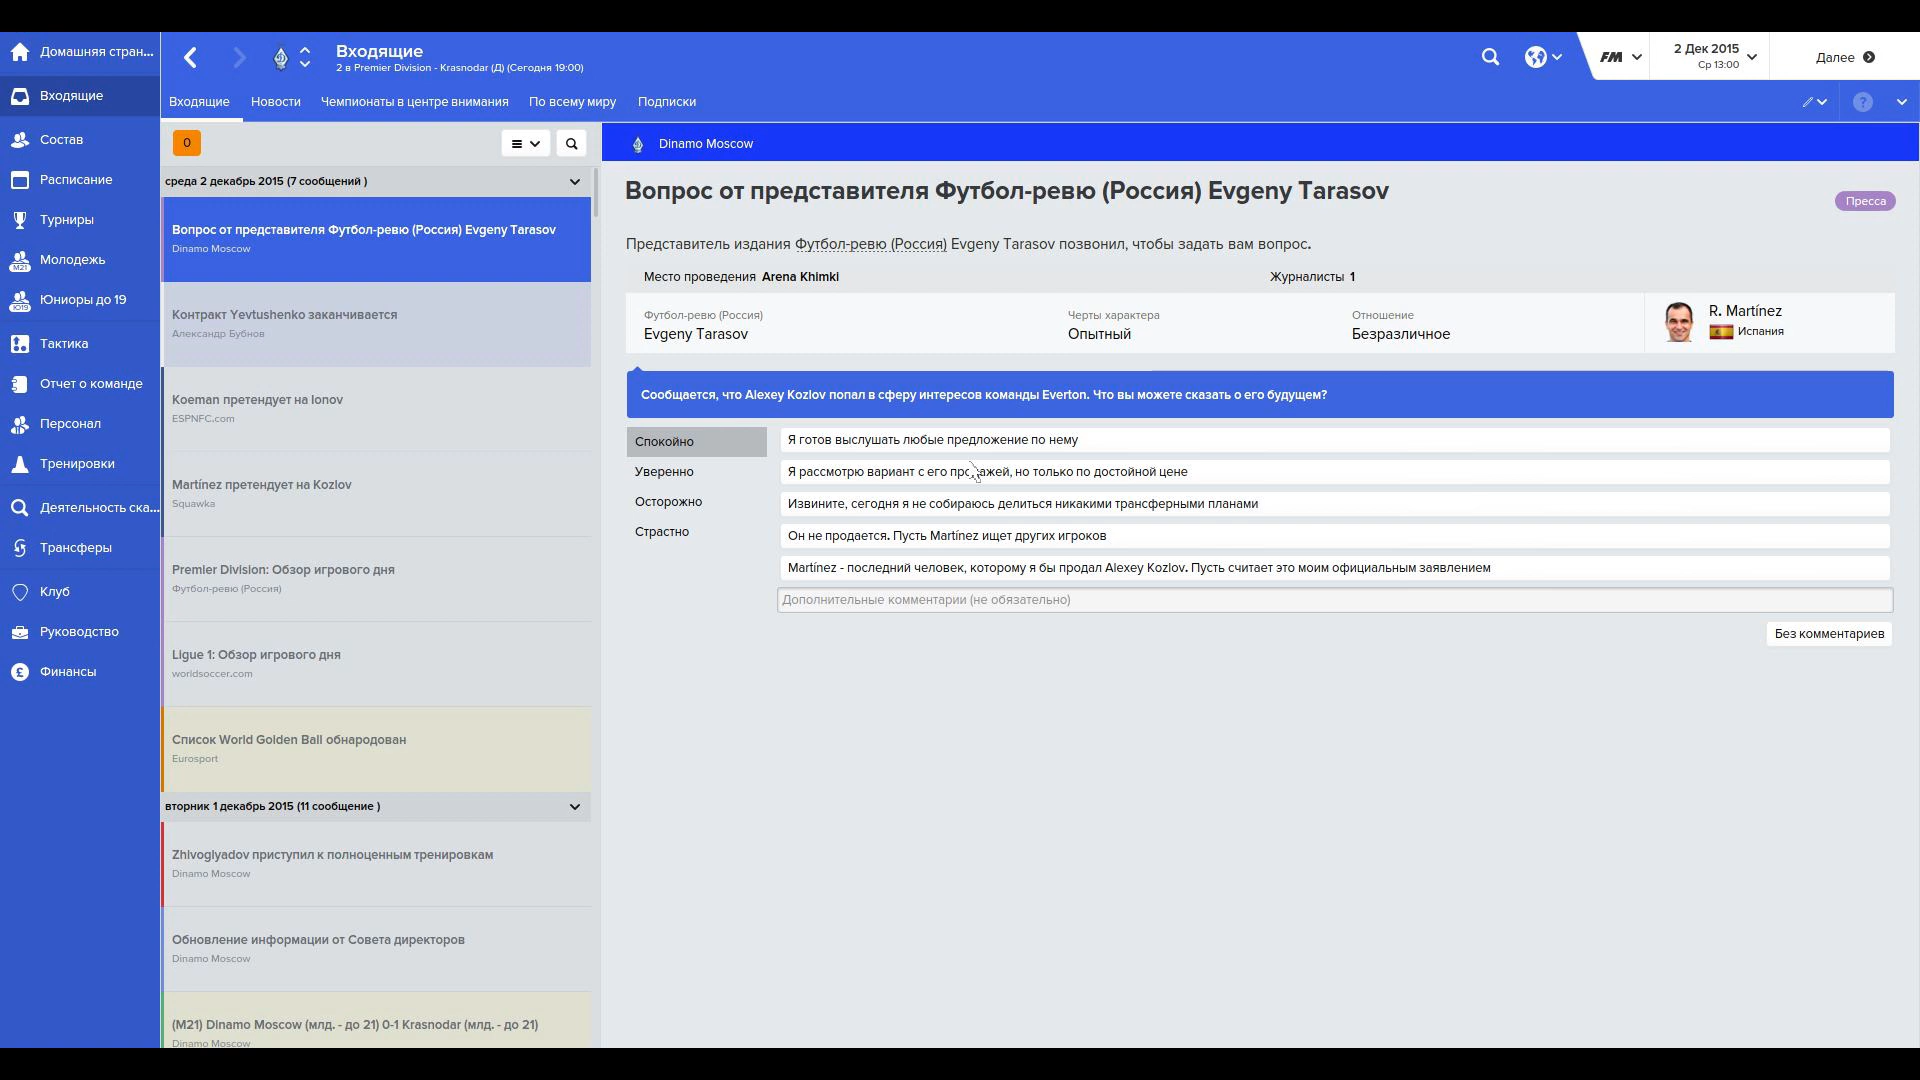 Домашняя стран...
Входящие
Состав
Расписание
Турниры
Молодежь
M21
Юниоры до 19
Ю19
Тактика
Отчет о команде
Персонал
Тренировки
Деятельность ска...
Трансферы
Клуб
Руководство
Финансы
Входящие
2 в Premier Division - Krasnodar (Д) (Сегодня 19:00)
FM
2 Дек 2015
Ср 13:00
Далее
Входящие Новости Чемпионаты в центре внимания По всему миру Подписки
?
0
среда 2 декабрь 2015 (7 сообщений )
Вопрос от представителя Футбол-ревю (Россия) Evgeny Tarasov
Dinamo Moscow
Контракт Yevtushenko заканчивается
Александр Бубнов
Koeman претендует на Ionov
ESPNFC.com
Martínez претендует на Kozlov
Squawka
Premier Division: Обзор игрового дня
Футбол-ревю (Россия)
Ligue 1: Обзор игрового дня
worldsoccer.com
Список World Golden Ball обнародован
Eurosport
вторник 1 декабрь 2015 (11 сообщение )
Zhivoglyadov приступил к полноценным тренировкам
Dinamo Moscow
Обновление информации от Совета директоров
Dinamo Moscow
(М21) Dinamo Moscow (млд. - до 21) 0-1 Krasnodar (млд. - до 21)
Dinamo Moscow
Dinamo Moscow
Вопрос от представителя Футбол-ревю (Россия) Evgeny Tarasov
Пресса
Представитель издания Футбол-ревю (Россия) Evgeny Tarasov позвонил, чтобы задать вам вопрос.
Место проведения Arena Khimki
Журналисты 1
Футбол-ревю (Россия)
Evgeny Tarasov
Черты характера
Опытный
Отношение
Безразличное
R. Martínez
Испания
Сообщается, что Alexey Kozlov попал в сферу интересов команды Everton. Что вы можете сказать о его будущем?
Спокойно
Уверенно
Осторожно
Страстно
Я готов выслушать любые предложение по нему
Я рассмотрю вариант с его продажей, но только по достойной цене
Извините, сегодня я не собираюсь делиться никакими трансферными планами
Он не продается. Пусть Martínez ищет других игроков
Martínez - последний человек, которому я бы продал Alexey Kozlov. Пусть считает это моим официальным заявлением
Дополнительные комментарии (не обязательно)
Без комментариев